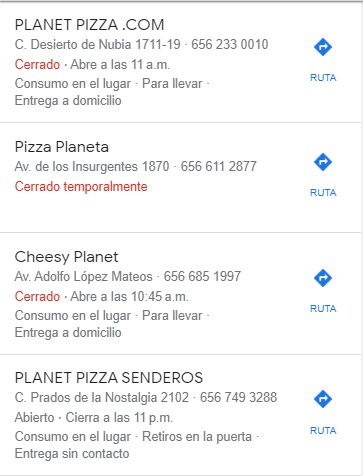 PLANET PIZZA .COM
C. Desierto de Nubia 1711-19 · 656 233 0010
Cerrado · Abre a las 11 a.m.
RUTA
Consumo en el lugar · Para llevar ·
Entrega a domicilio
Pizza Planeta
Av. de los Insurgentes 1870 · 656 611 2877
Cerrado temporalmente
RUTA
Cheesy Planet
Av. Adolfo López Mateos · 656 685 1997
Cerrado · Abre a las 10:45 a.m.
RUTA
Consumo en el lugar · Para llevar ·
Entrega a domicilio
PLANET PIZZA SENDEROS
C. Prados de la Nostalgia 2102 · 656 749 3288
Abierto · Cierra a las 11 p.m.
RUTA
Consumo en el lugar · Retiros en la puerta ·
Entrega sin contacto